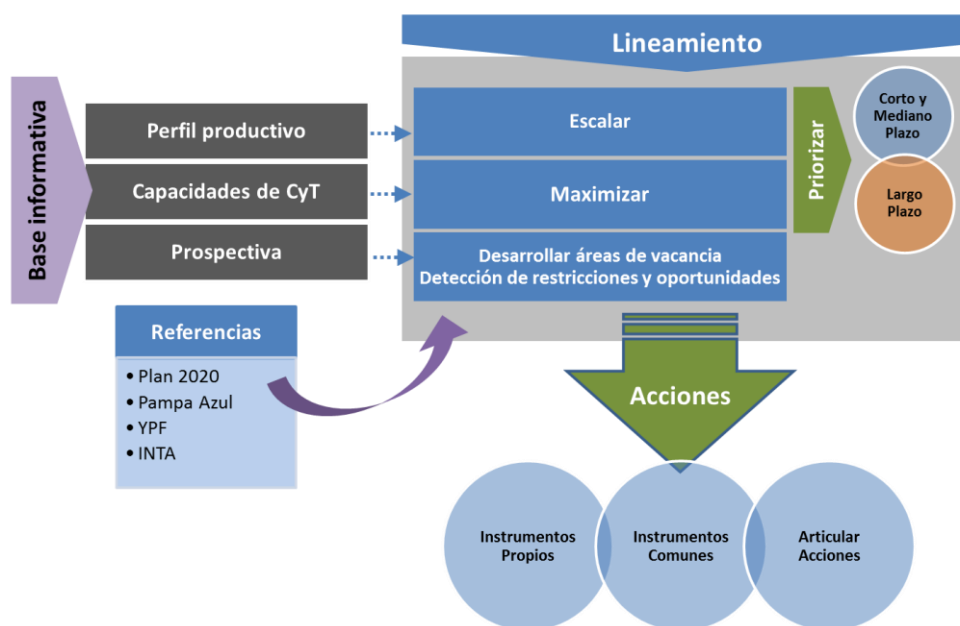 Lineamiento
Base informativa
Perfil productivo
Capacidades de CyT
Prospectiva
Escalar
Maximizar
Desarrollar áreas de vacancia
Detección de restricciones y oportunidades
Priorizar
Corto y
Mediano
Plazo
Largo
Plazo
Referencias
• Plan 2020
• Pampa Azul
• YPF
• INTA
Acciones
Instrumentos
Propios
Instrumentos
Comunes
Articular
Acciones